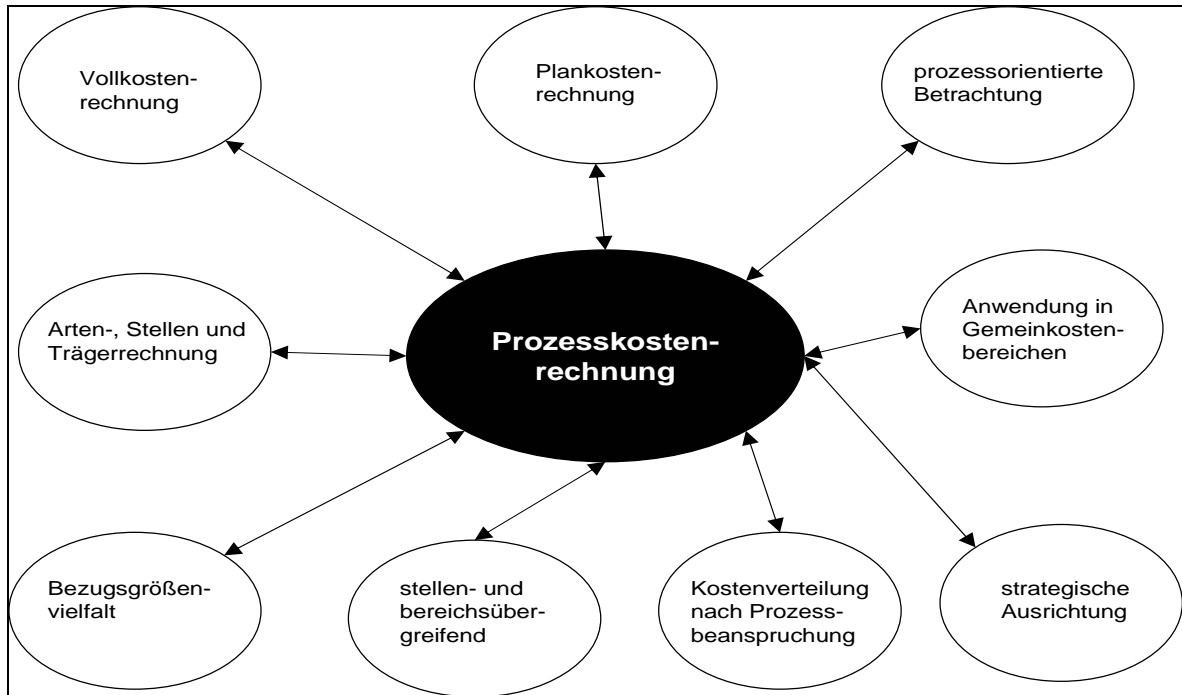 Vollkosten-
rechnung
Plankosten-
rechnung
prozessorientierte
Betrachtung
Arten-, Stellen und
Trägerrechnung
Prozesskosten-
rechnung
Anwendung in
Gemeinkosten-
bereichen
Bezugsgrößen-
vielfalt
stellen- und
bereichsüber-
greifend
Kostenverteilung
nach Prozess-
beanspruchung
strategische
Ausrichtung